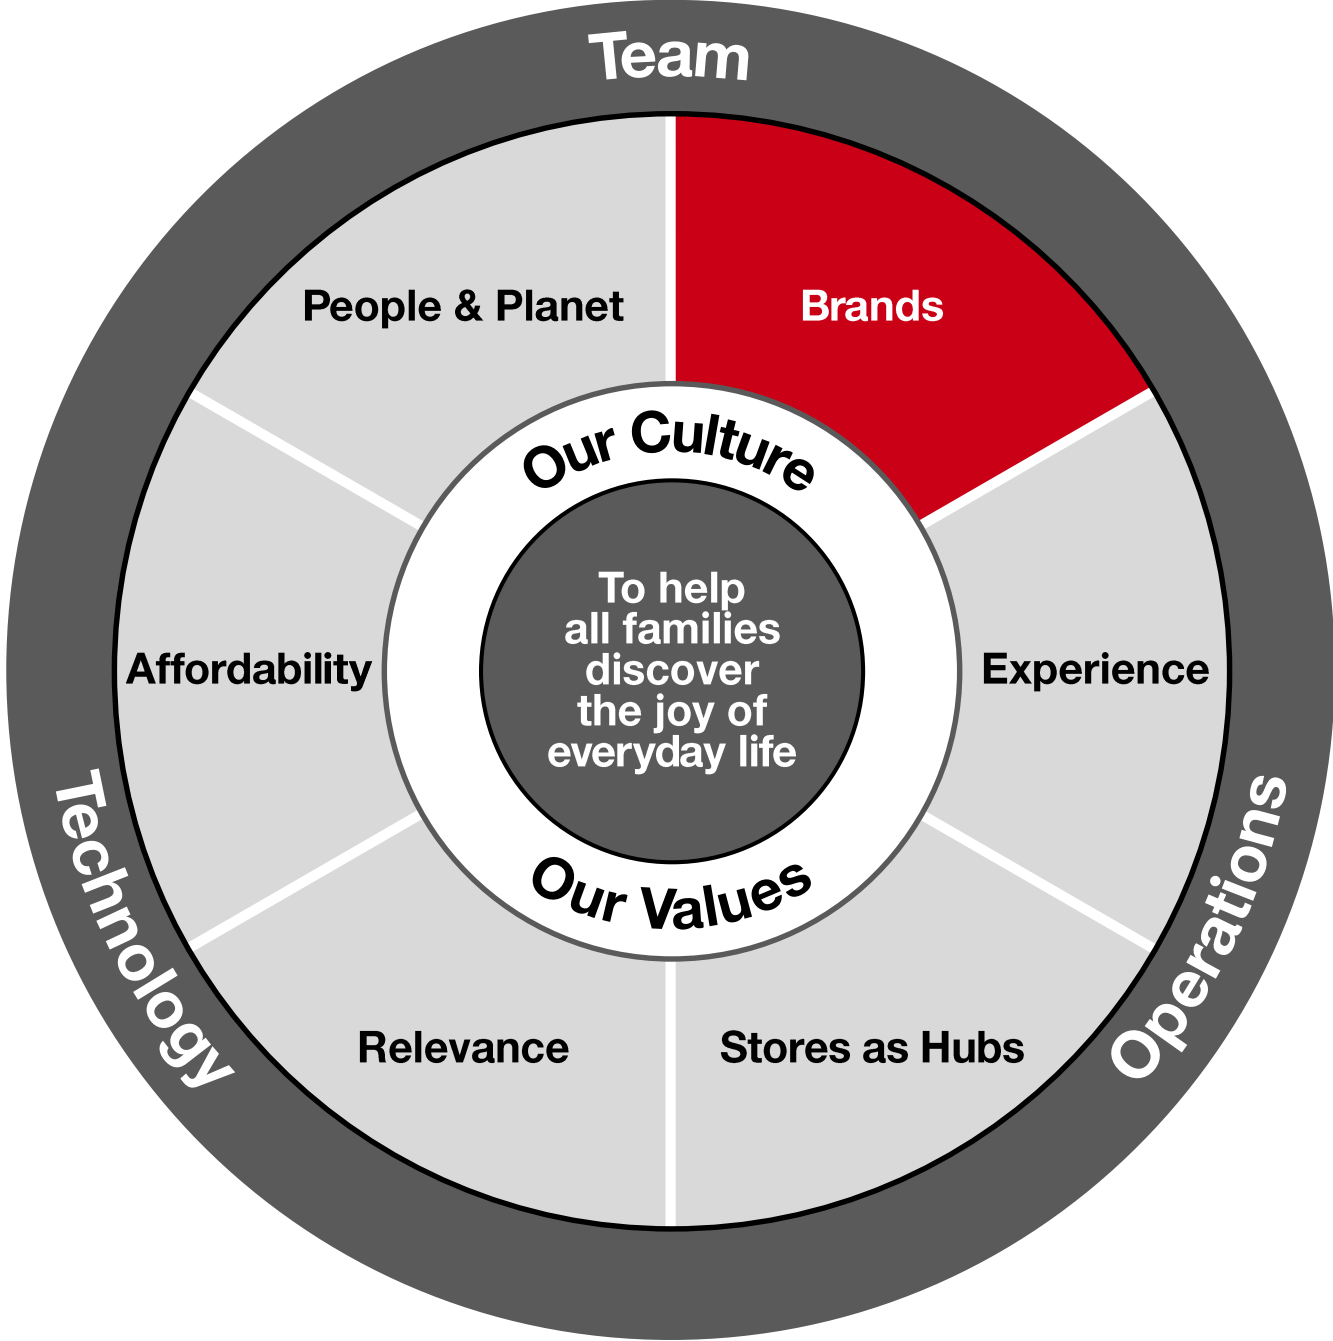 Team
People & Planet
Brands
Our Culture
To help
all families
discover
the joy of
everyday life
Affordability
Experience
Our Values
Technology
Operations
Relevance
Stores as Hubs